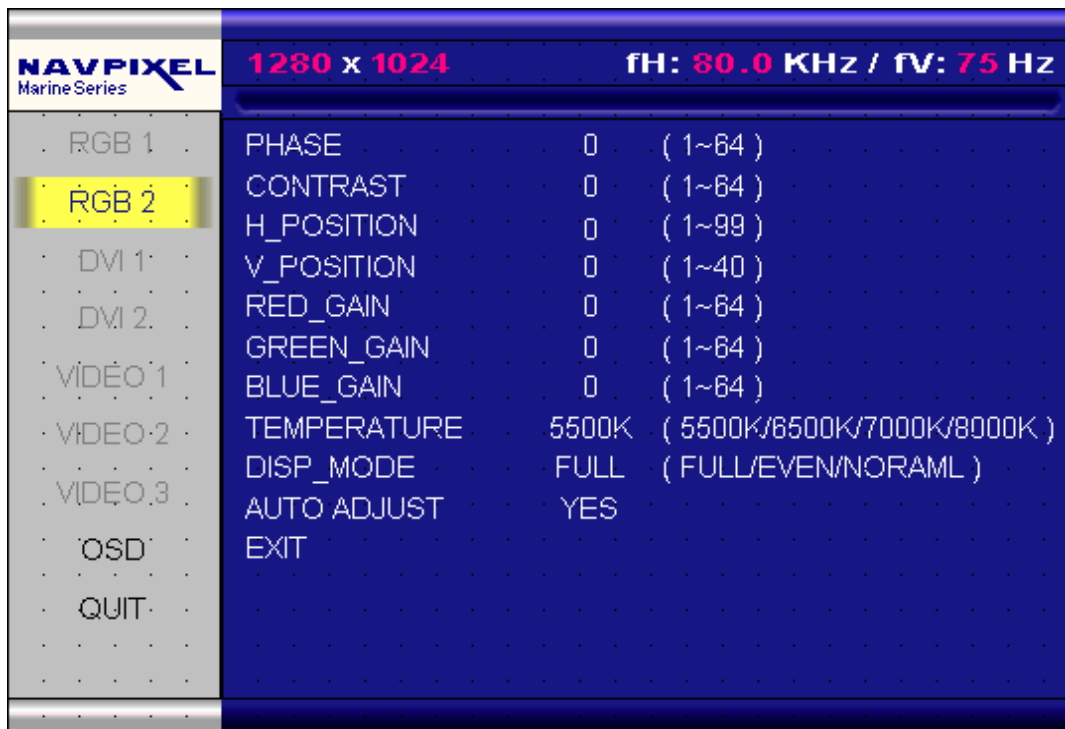 NAVPIXEL
Marine Series
1280 x 1024 fH: 80.0 KHz / fV: 75 Hz
RGB 1
RGB 2
DVI 1
DVI 2
VIDEO 1
VIDEO 2
VIDEO 3
OSD
QUIT
PHASE 0 ( 1~64 )
CONTRAST 0 ( 1~64 )
H_POSITION 0 ( 1~99 )
V_POSITION 0 ( 1~40 )
RED_GAIN 0 ( 1~64 )
GREEN_GAIN 0 ( 1~64 )
BLUE_GAIN 0 ( 1~64 )
TEMPERATURE 5500K ( 5500K/6500K/7000K/8000K )
DISP_MODE FULL ( FULL/EVEN/NORAML )
AUTO ADJUST YES
EXIT